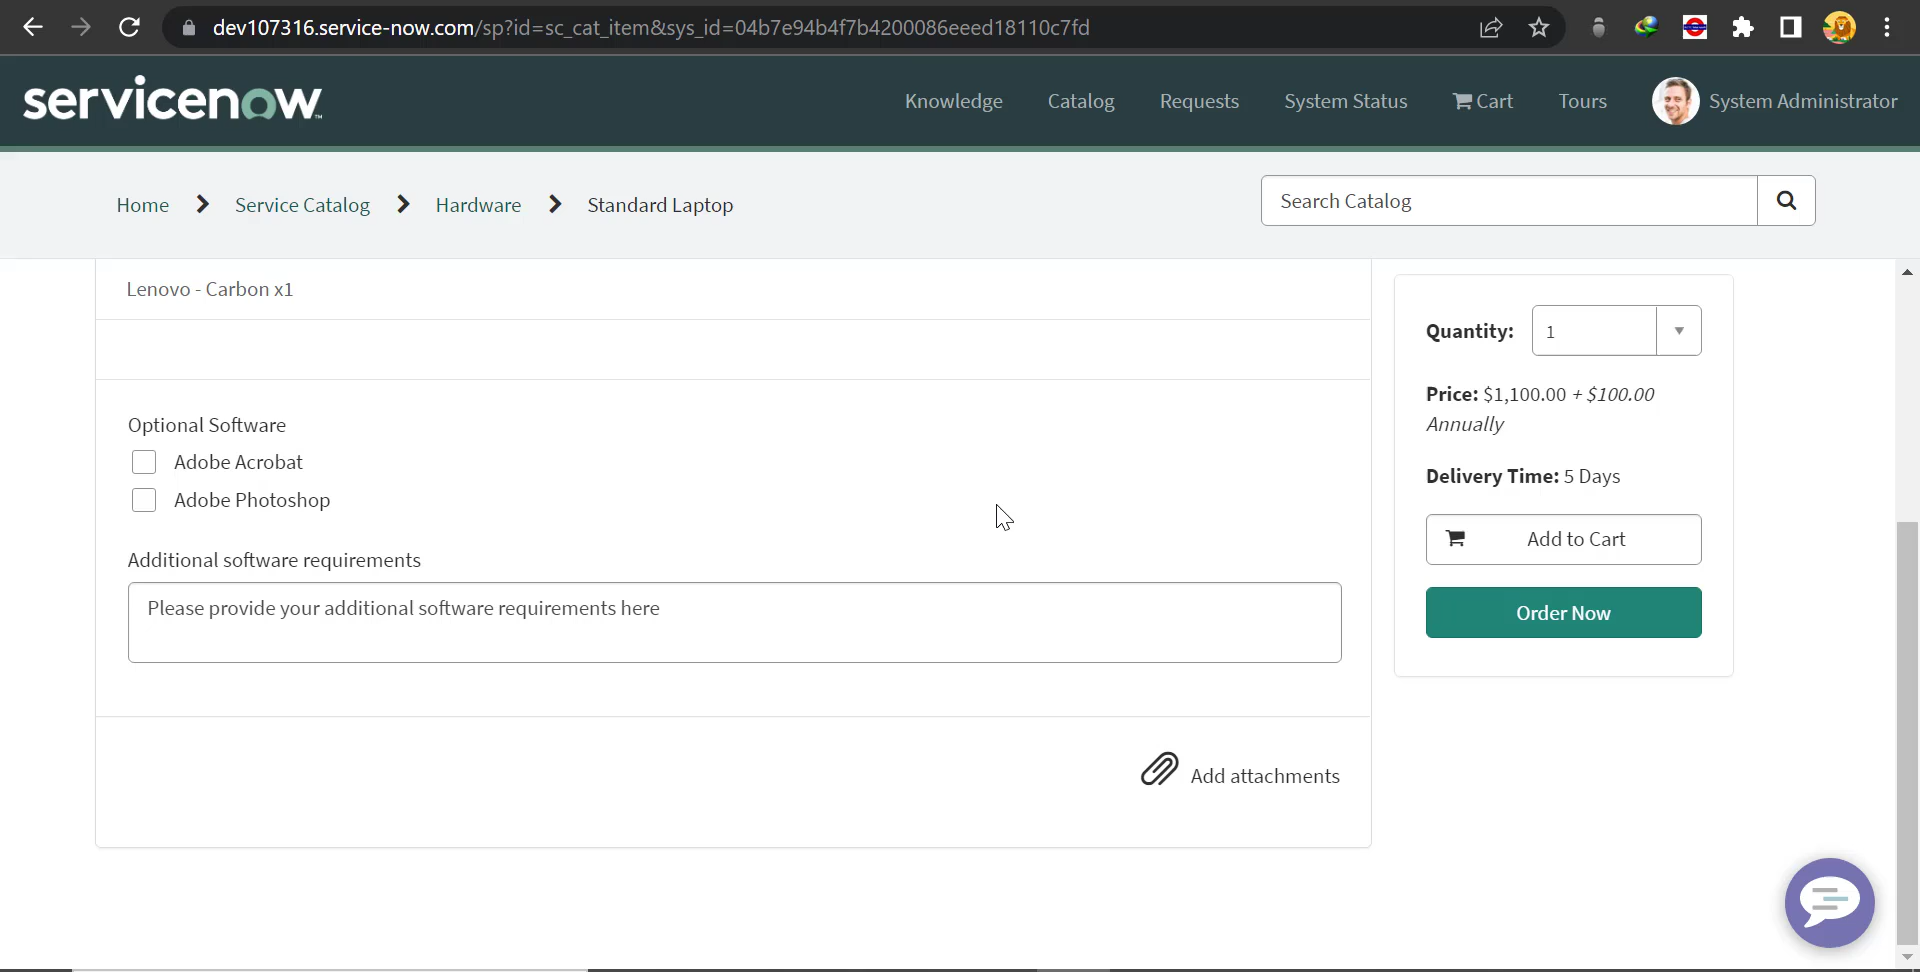 dev107316.service-now.com/sp?id=sc_cat_item&sys_id=04b7e94b4f7b4200086eeed18110c7fd
servicenow™ Knowledge Catalog Requests System Status Cart Tours System Administrator
Home Service Catalog Hardware Standard Laptop Search Catalog
Lenovo - Carbon x1
Optional Software
Adobe Acrobat
Adobe Photoshop
Additional software requirements
Please provide your additional software requirements here
Add attachments
Quantity: 1
Price: $1,100.00 + $100.00
Annually
Delivery Time: 5 Days
Add to Cart
Order Now